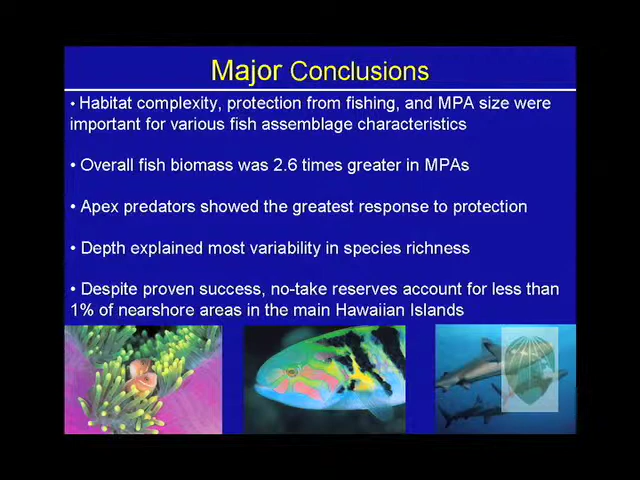 Major Conclusions
• Habitat complexity, protection from fishing, and MPA size were
important for various fish assemblage characteristics
• Overall fish biomass was 2.6 times greater in MPAs
• Apex predators showed the greatest response to protection
• Depth explained most variability in species richness
• Despite proven success, no-take reserves account for less than
1% of nearshore areas in the main Hawaiian Islands